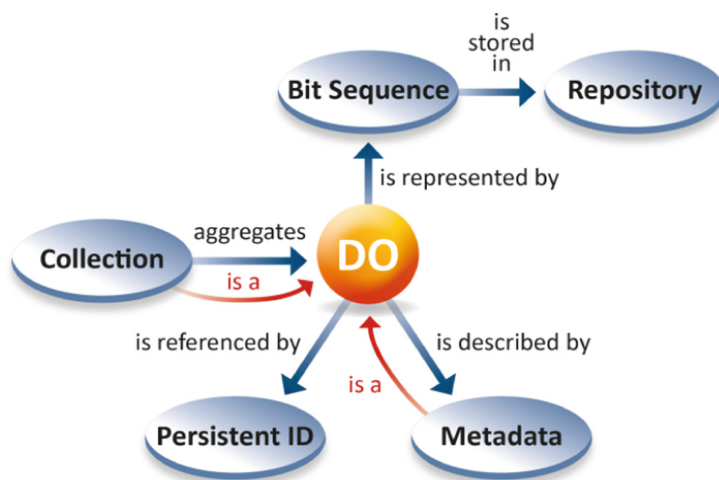 is
stored
in
Bit Sequence
Repository
is represented by
aggregates
Collection
DO
is a
is referenced by
is described by
is a
Persistent ID
Metadata